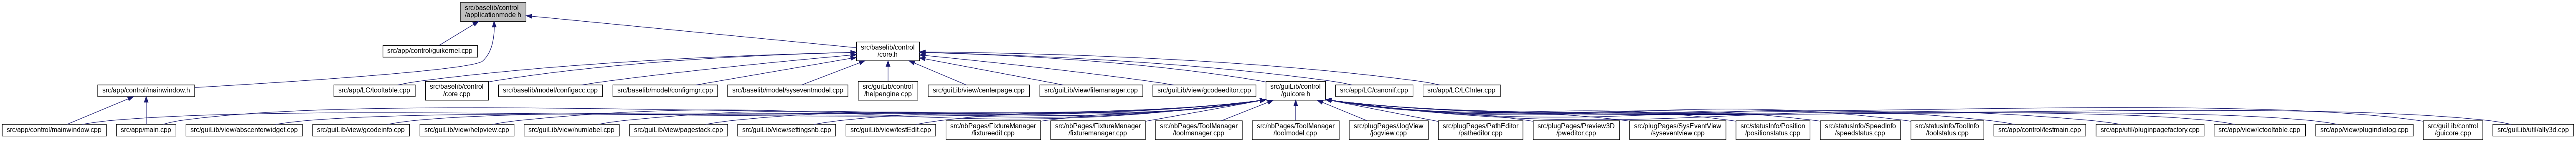 src/baselib/control
/applicationmode.h
src/app/control/guikernel.cpp
src/baselib/control
/core.h
src/app/control/mainwindow.h
src/app/LC/tooltable.cpp
src/baselib/control
/core.cpp
src/baselib/model/configacc.cpp
src/baselib/model/configmgr.cpp
src/baselib/model/syseventmodel.cpp
src/guiLib/control
/helpengine.cpp
src/guiLib/view/centerpage.cpp
src/guiLib/view/filemanager.cpp
src/guiLib/view/gcodeeditor.cpp
src/guiLib/control
/guicore.h
src/app/LC/canonif.cpp
src/app/LC/LCInter.cpp
src/app/control/mainwindow.cpp
src/app/main.cpp
src/guiLib/view/abscenterwidget.cpp
src/guiLib/view/gcodeinfo.cpp
src/guiLib/view/helpview.cpp
src/guiLib/view/numlabel.cpp
src/guiLib/view/pagestack.cpp
src/guiLib/view/settingsnb.cpp
src/guiLib/view/testEdit.cpp
src/nbPages/FixtureManager
/fixtureedit.cpp
src/nbPages/FixtureManager
/fixturemanager.cpp
src/nbPages/ToolManager
/toolmanager.cpp
src/nbPages/ToolManager
/toolmodel.cpp
src/plugPages/JogView
/jogview.cpp
src/plugPages/PathEditor
/patheditor.cpp
src/plugPages/Preview3D
/pweditor.cpp
src/plugPages/SysEventView
/syseventview.cpp
src/statusInfo/Position
/positionstatus.cpp
src/statusInfo/SpeedInfo
/speedstatus.cpp
src/statusInfo/ToolInfo
/toolstatus.cpp
src/app/control/testmain.cpp
src/app/util/pluginpagefactory.cpp
src/app/view/lctooltable.cpp
src/app/view/plugindialog.cpp
src/guiLib/control
/guicore.cpp
src/guiLib/util/ally3d.cpp